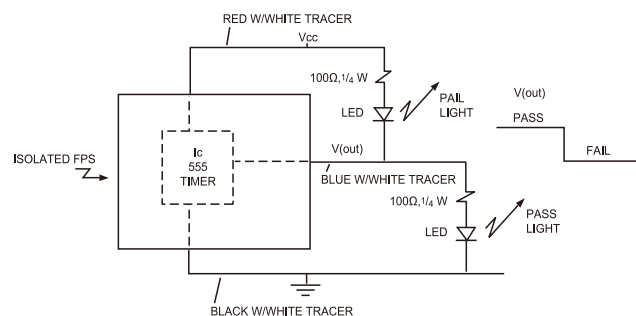 RED W/WHITE TRACER
Vcc
100Ω,1/4 W
LED
PAIL
LIGHT
V(out)
PASS
FAIL
ISOLATED FPS
Ic
555
TIMER
V(out)
BLUE W/WHITE TRACER
100Ω,1/4 W
LED
PASS
LIGHT
BLACK W/WHITE TRACER